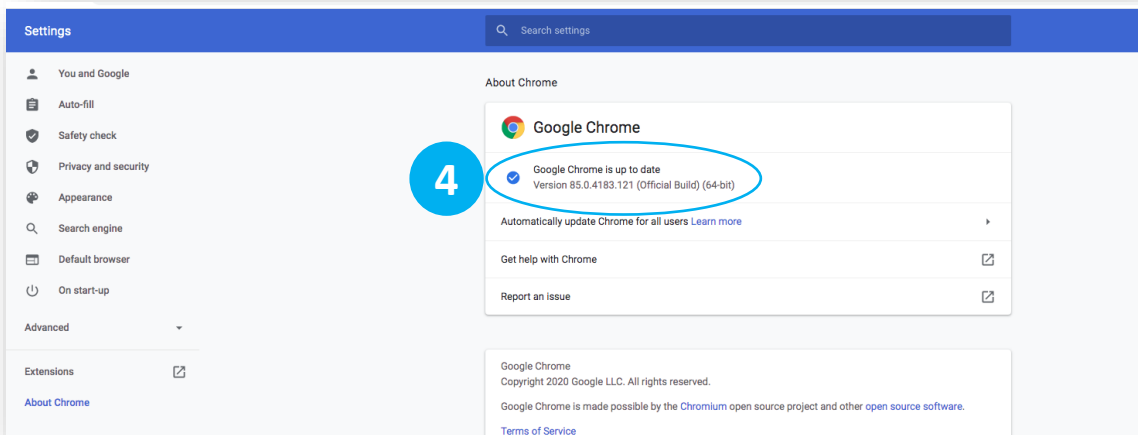 Settings
Search settings
You and Google
Auto-fill
Safety check
Privacy and security
Appearance
Search engine
Default browser
On start-up
Advanced
Extensions
About Chrome
About Chrome
Google Chrome
4
Google Chrome is up to date
Version 85.0.4183.121 (Official Build) (64-bit)
Automatically update Chrome for all users Learn more
Get help with Chrome
Report an issue
Google Chrome
Copyright 2020 Google LLC. All rights reserved.
Google Chrome is made possible by the Chromium open source project and other open source software.
Terms of Service